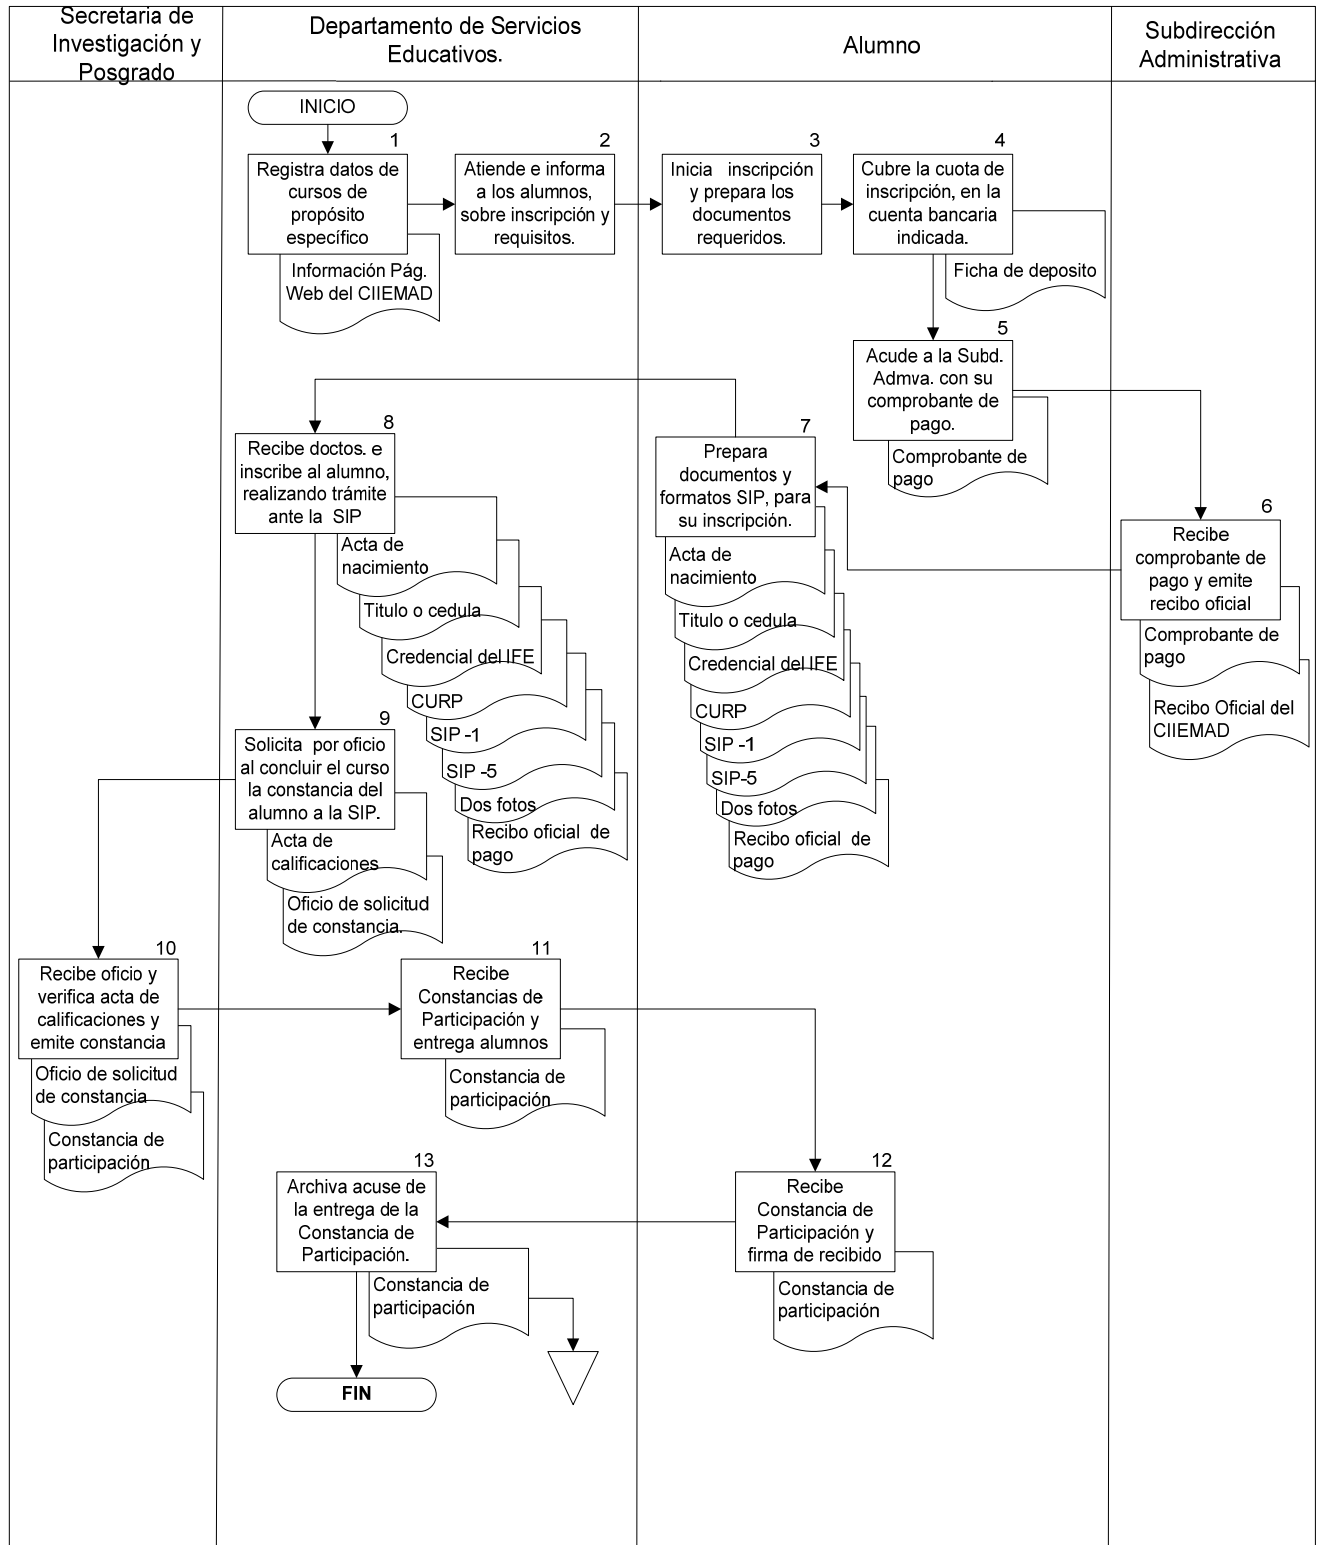 Secretaria de
Investigación y
Posgrado
Departamento de Servicios
Educativos.
Alumno
Subdirección
Administrativa
INICIO
1
Registra datos de
cursos de
propósito
específico
Información Pág.
Web del CIIEMAD
2
Atiende e informa
a los alumnos,
sobre inscripción y
requisitos.
3
Inicia inscripción
y prepara los
documentos
requeridos.
4
Cubre la cuota de
inscripción, en la
cuenta bancaria
indicada.
Ficha de deposito
5
Acude a la Subd.
Admva. con su
comprobante de
pago.
Comprobante de
pago
6
Recibe
comprobante de
pago y emite
recibo oficial
Comprobante de
pago
Recibo Oficial del
CIIEMAD
7
Prepara
documentos y
formatos SIP, para
su inscripción.
Acta de
nacimiento
Titulo o cedula
Credencial del IFE
CURP
SIP -1
SIP-5
Dos fotos
Recibo oficial de
pago
8
Recibe doctos. e
inscribe al alumno,
realizando trámite
ante la SIP
Acta de
nacimiento
Titulo o cedula
Credencial del IFE
CURP
SIP -1
SIP -5
Dos fotos
Recibo oficial de
pago
9
Solicita por oficio
al concluir el curso
la constancia del
alumno a la SIP.
Acta de
calificaciones
Oficio de solicitud
de constancia.
10
Recibe oficio y
verifica acta de
calificaciones y
emite constancia
Oficio de solicitud
de constancia
Constancia de
participación
11
Recibe
Constancias de
Participación y
entrega alumnos
Constancia de
participación
12
Recibe
Constancia de
Participación y
firma de recibido
Constancia de
participación
13
Archiva acuse de
la entrega de la
Constancia de
Participación.
Constancia de
participación
FIN